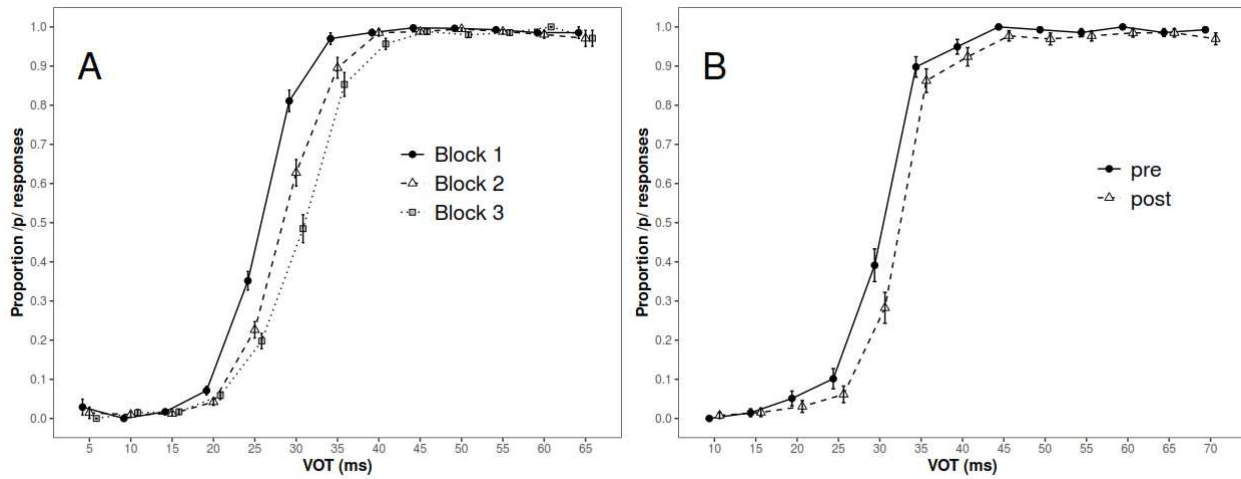 A
Proportion /p/ responses
1.0
0.9
0.8
0.7
0.6
0.5
0.4
0.3
0.2
0.1
0.0
Block 1
Block 2
Block 3
5 10 15 20 25 30 35 40 45 50 55 60 65
VOT (ms)
B
Proportion /p/ responses
1.0
0.9
0.8
0.7
0.6
0.5
0.4
0.3
0.2
0.1
0.0
pre
post
10 15 20 25 30 35 40 45 50 55 60 65 70
VOT (ms)